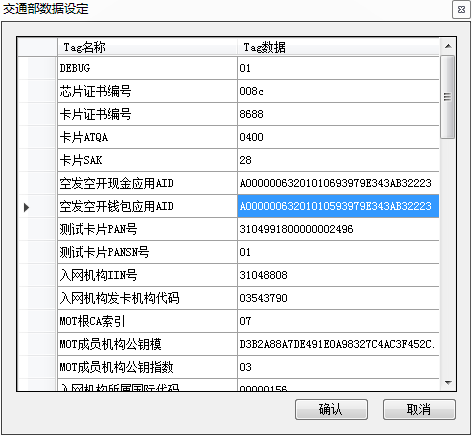 交通部数据设定
Tag名称 Tag数据
DEBUG 01
芯片证书编号 008c
卡片证书编号 8688
卡片ATQA 0400
卡片SAK 28
空发空开现金应用AID A00000063201010693979E343AB32223
空发空开钱包应用AID A00000063201010593979E343AB32223
测试卡片PAN号 3104991800000002496
测试卡片PANSN号 01
入网机构IIN号 31048808
入网机构发卡机构代码 03543790
MOT根CA索引 07
MOT成员机构公钥模 D3B2A88A7DE491E0A98327C4AC3F452C.
MOT成员机构公钥指数 03
入网机构所属国际代码 00000156
确认 取消